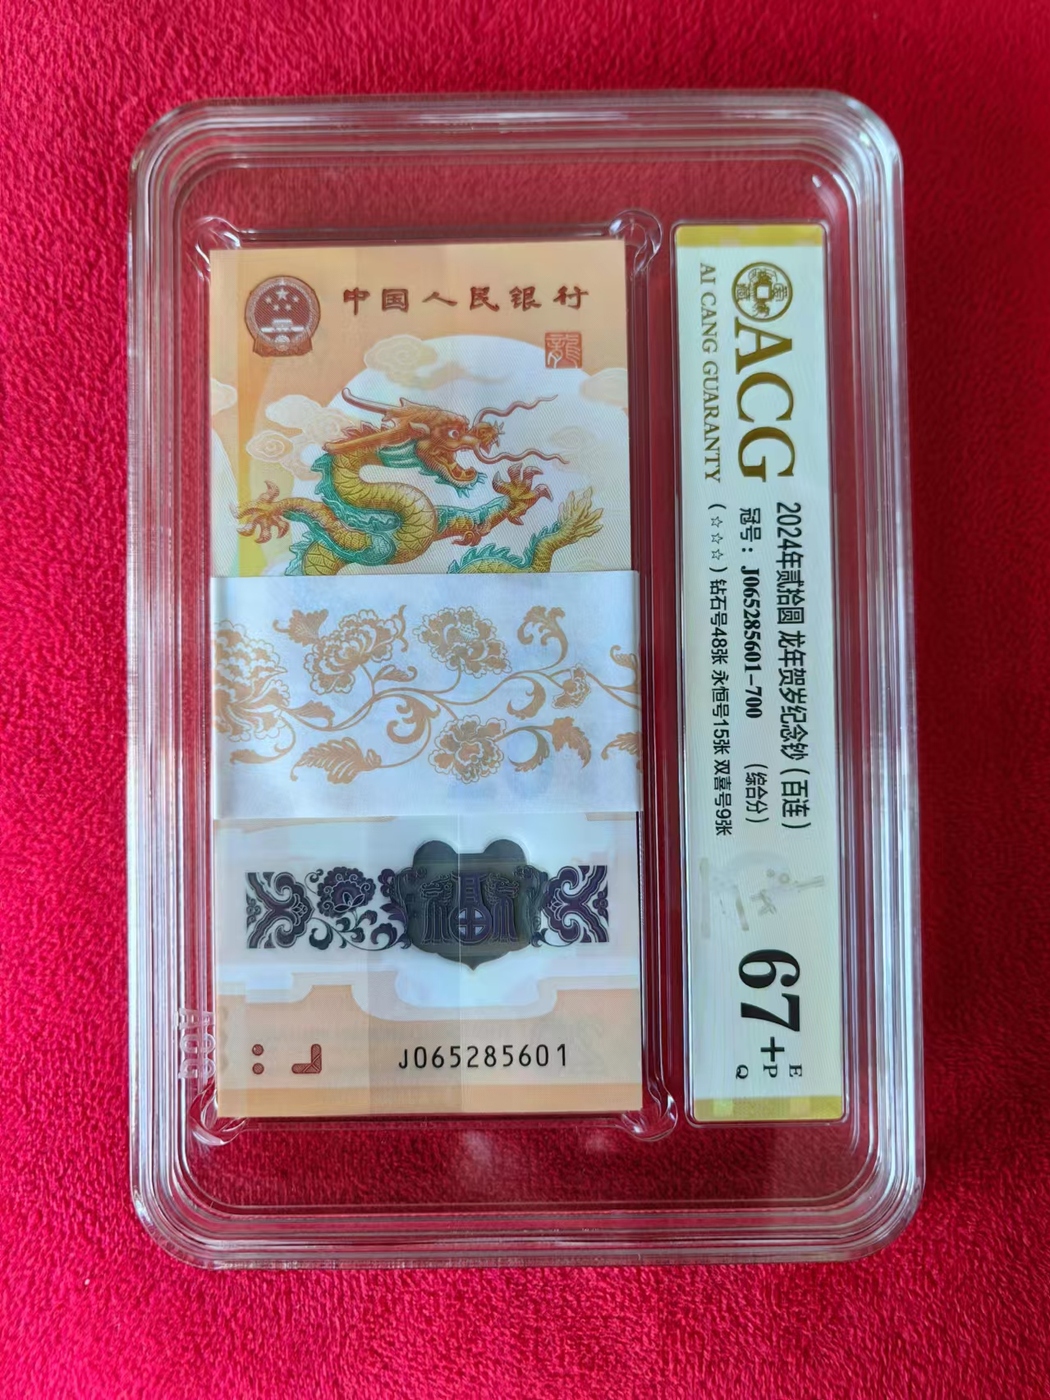 中国人民银行
龍
J065285601
ACG
AI CANG GUARANTY
2024年贰拾圆 龙年贺岁纪念钞（百连）
冠号：J065285601-700 （综合分）
（☆☆☆）钻石号48张 永恒号15张 双喜号9张
67+
E
P
Q
ACG